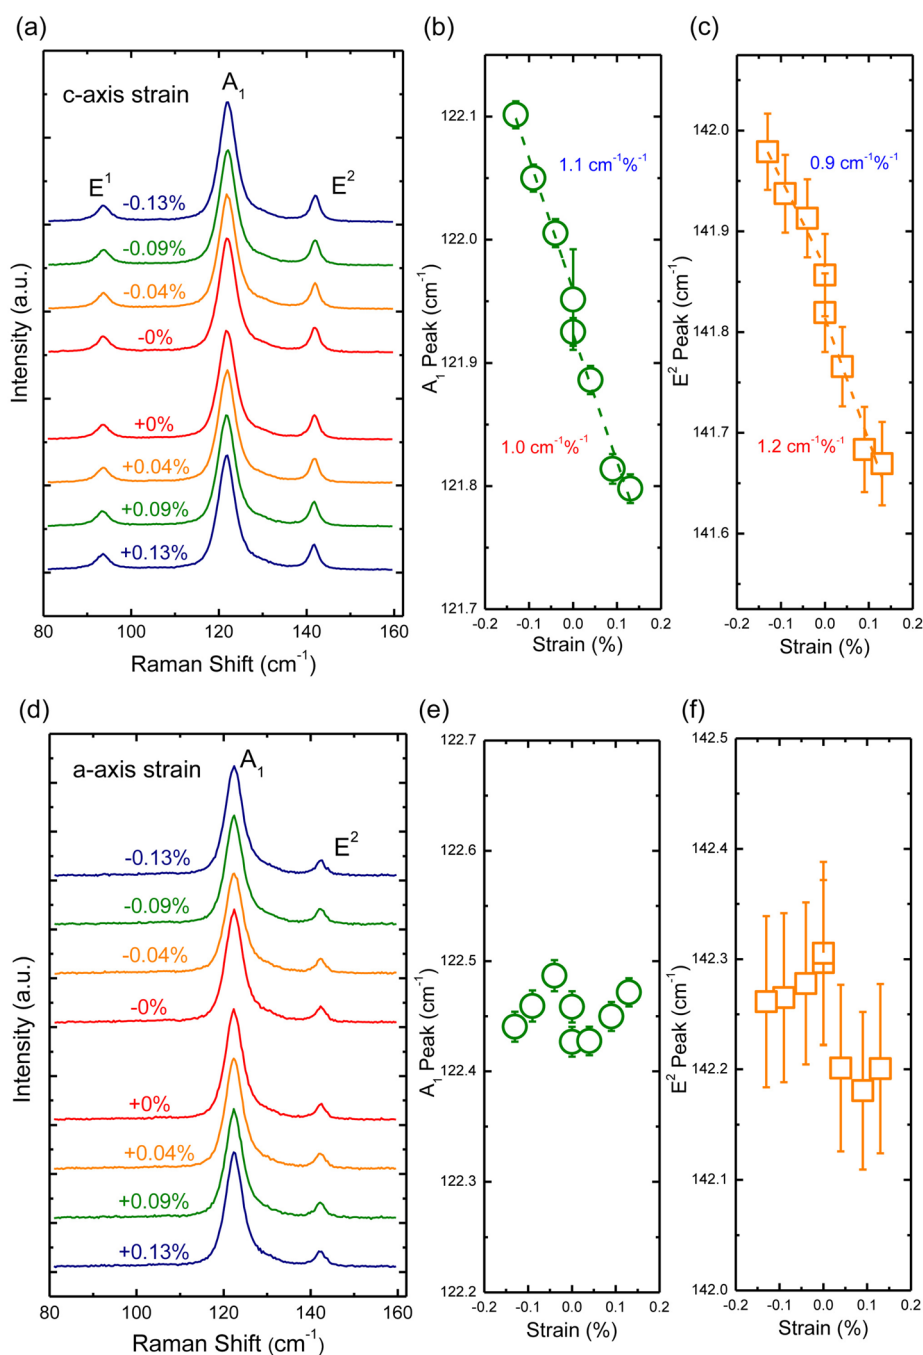 (a)
c-axis strain
A1
E1
E2
-0.13%
-0.09%
-0.04%
-0%
+0%
+0.04%
+0.09%
+0.13%
Intensity (a.u.)
80 100 120 140 160
Raman Shift (cm-1)
(b)
122.1
122.0
121.9
121.8
121.7
A1 Peak (cm-1)
1.1 cm-1%-1
1.0 cm-1%-1
-0.2 -0.1 0.0 0.1 0.2
Strain (%)
(c)
142.0
141.9
141.8
141.7
141.6
E2 Peak (cm-1)
0.9 cm-1%-1
1.2 cm-1%-1
-0.2 -0.1 0.0 0.1 0.2
Strain (%)
(d)
a-axis strain
A1
E2
-0.13%
-0.09%
-0.04%
-0%
+0%
+0.04%
+0.09%
+0.13%
Intensity (a.u.)
80 100 120 140 160
Raman Shift (cm-1)
(e)
122.7
122.6
122.5
122.4
122.3
122.2
A1 Peak (cm-1)
-0.2 -0.1 0.0 0.1 0.2
Strain (%)
(f)
142.5
142.4
142.3
142.2
142.1
142.0
E2 Peak (cm-1)
-0.2 -0.1 0.0 0.1 0.2
Strain (%)